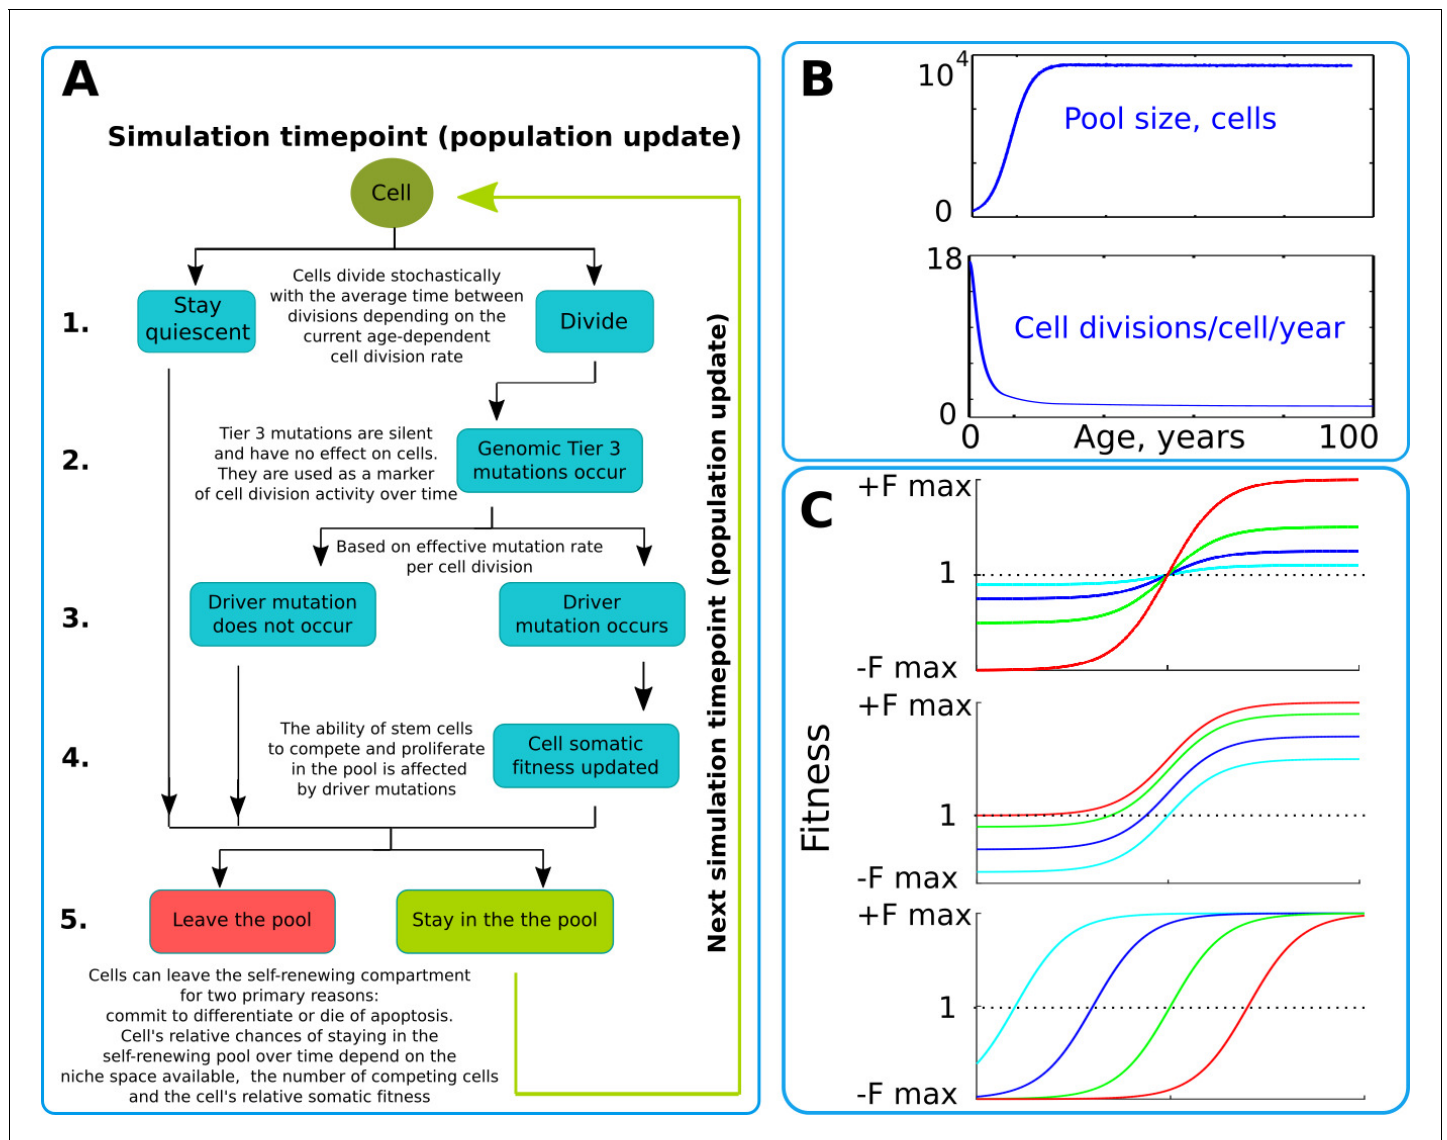 A
Simulation timepoint (population update)
Cell
Cells divide stochastically
with the average time between
divisions depending on the
current age-dependent
cell division rate
1.
Stay
quiescent
Divide
Tier 3 mutations are silent
and have no effect on cells.
They are used as a marker
of cell division activity over time
2.
Genomic Tier 3
mutations occur
Based on effective mutation rate
per cell division
3.
Driver mutation
does not occur
Driver
mutation occurs
The ability of stem cells
to compete and proliferate
in the pool is affected
by driver mutations
4.
Cell somatic
fitness updated
5.
Leave the pool
Stay in the the pool
Cells can leave the self-renewing compartment
for two primary reasons:
commit to differentiate or die of apoptosis.
Cell's relative chances of staying in the
self-renewing pool over time depend on the
niche space available, the number of competing cells
and the cell's relative somatic fitness
Next simulation timepoint (population update)
B
10^4
Pool size, cells
0
18
Cell divisions/cell/year
0
0 Age, years 100
C
Fitness
+F max
1
-F max
+F max
1
-F max
+F max
1
-F max